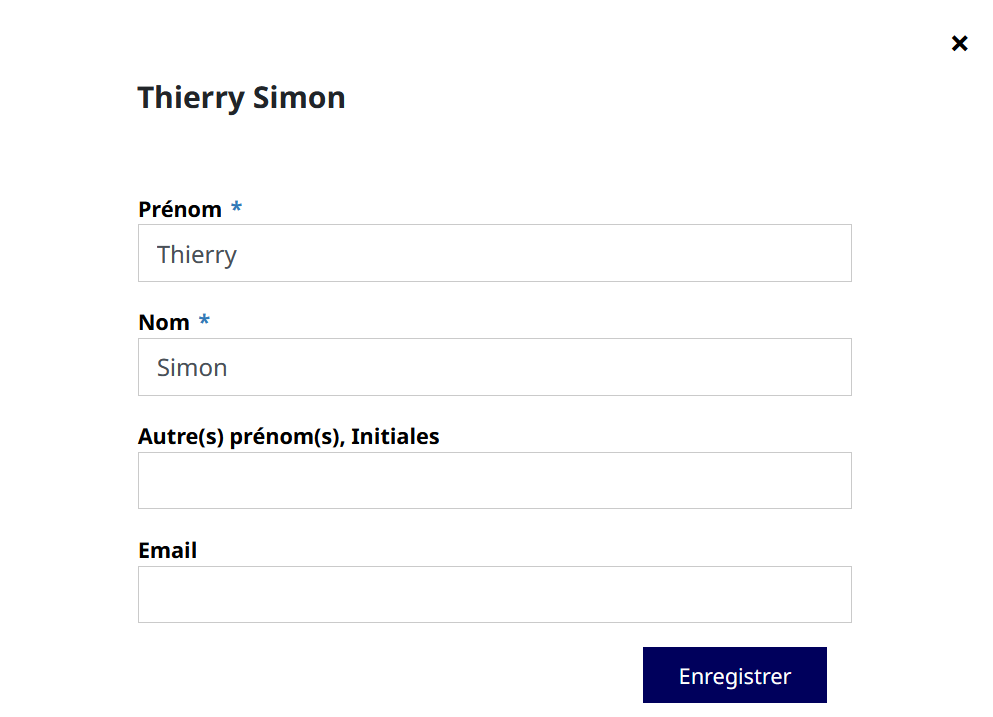 ×
Thierry Simon
Prénom *
Thierry
Nom *
Simon
Autre(s) prénom(s), Initiales
Email
Enregistrer